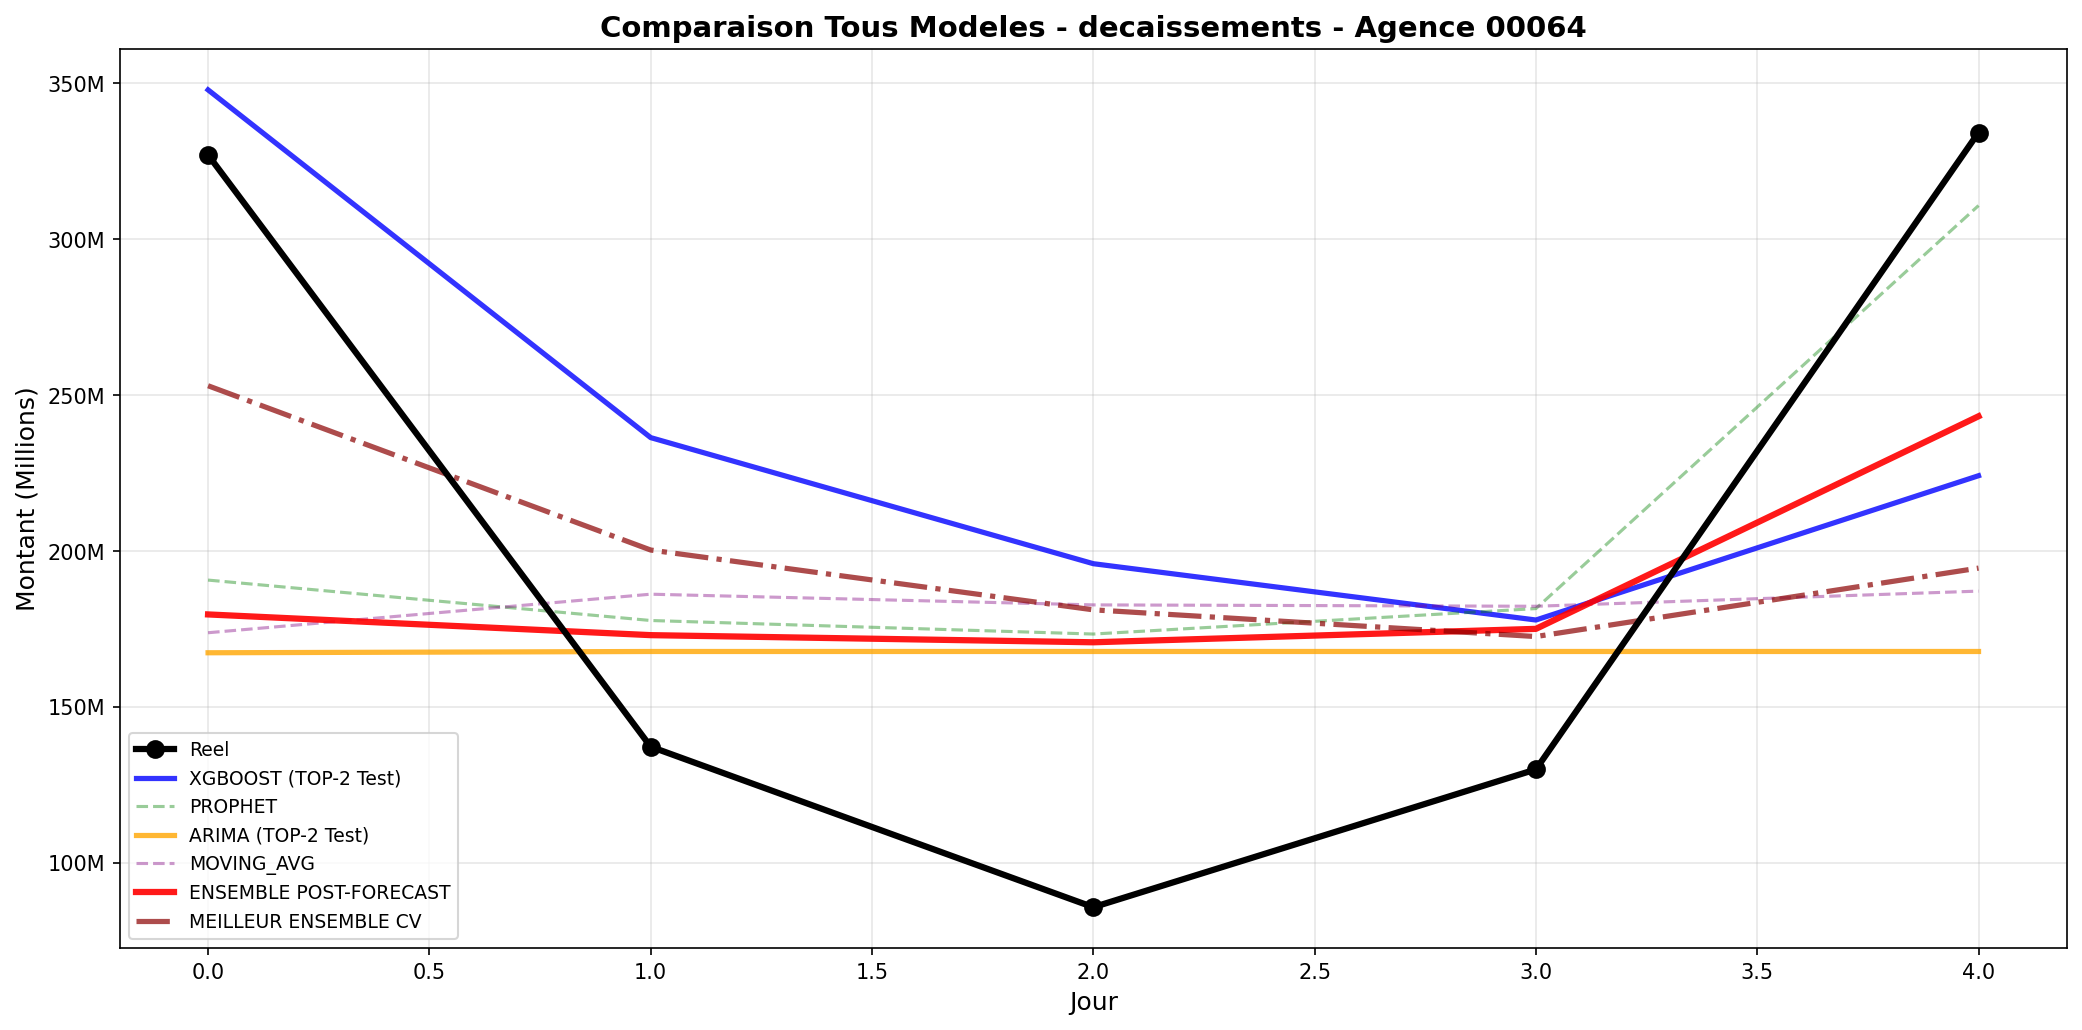 Comparaison Tous Modeles - decaissements - Agence 00064
Montant (Millions)
350M
300M
250M
200M
150M
100M
Reel
XGBOOST (TOP-2 Test)
PROPHET
ARIMA (TOP-2 Test)
MOVING_AVG
ENSEMBLE POST-FORECAST
MEILLEUR ENSEMBLE CV
0.0 0.5 1.0 1.5 2.0 2.5 3.0 3.5 4.0
Jour